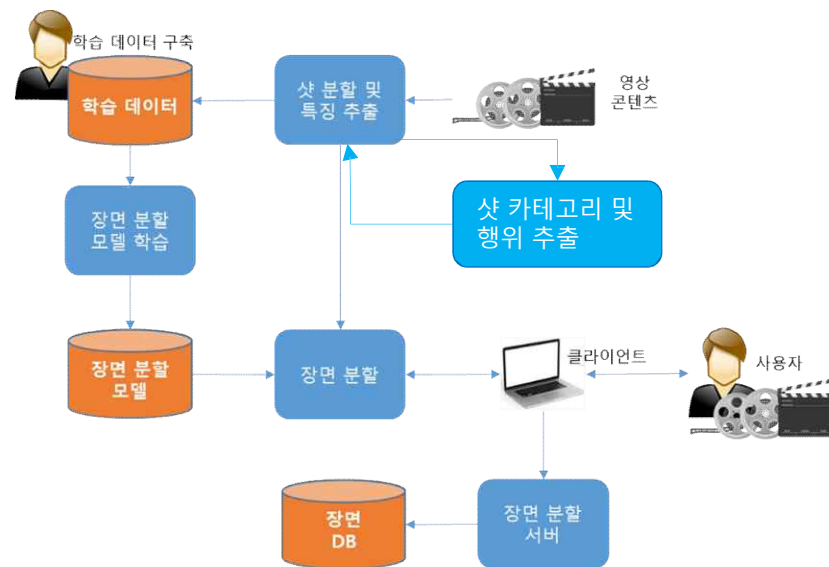 학습 데이터 구축
학습 데이터
샷 분할 및
특징 추출
영상
콘텐츠
장면 분할
모델 학습
샷 카테고리 및
행위 추출
장면 분할
모델
장면 분할
클라이언트
사용자
장면
DB
장면 분할
서버